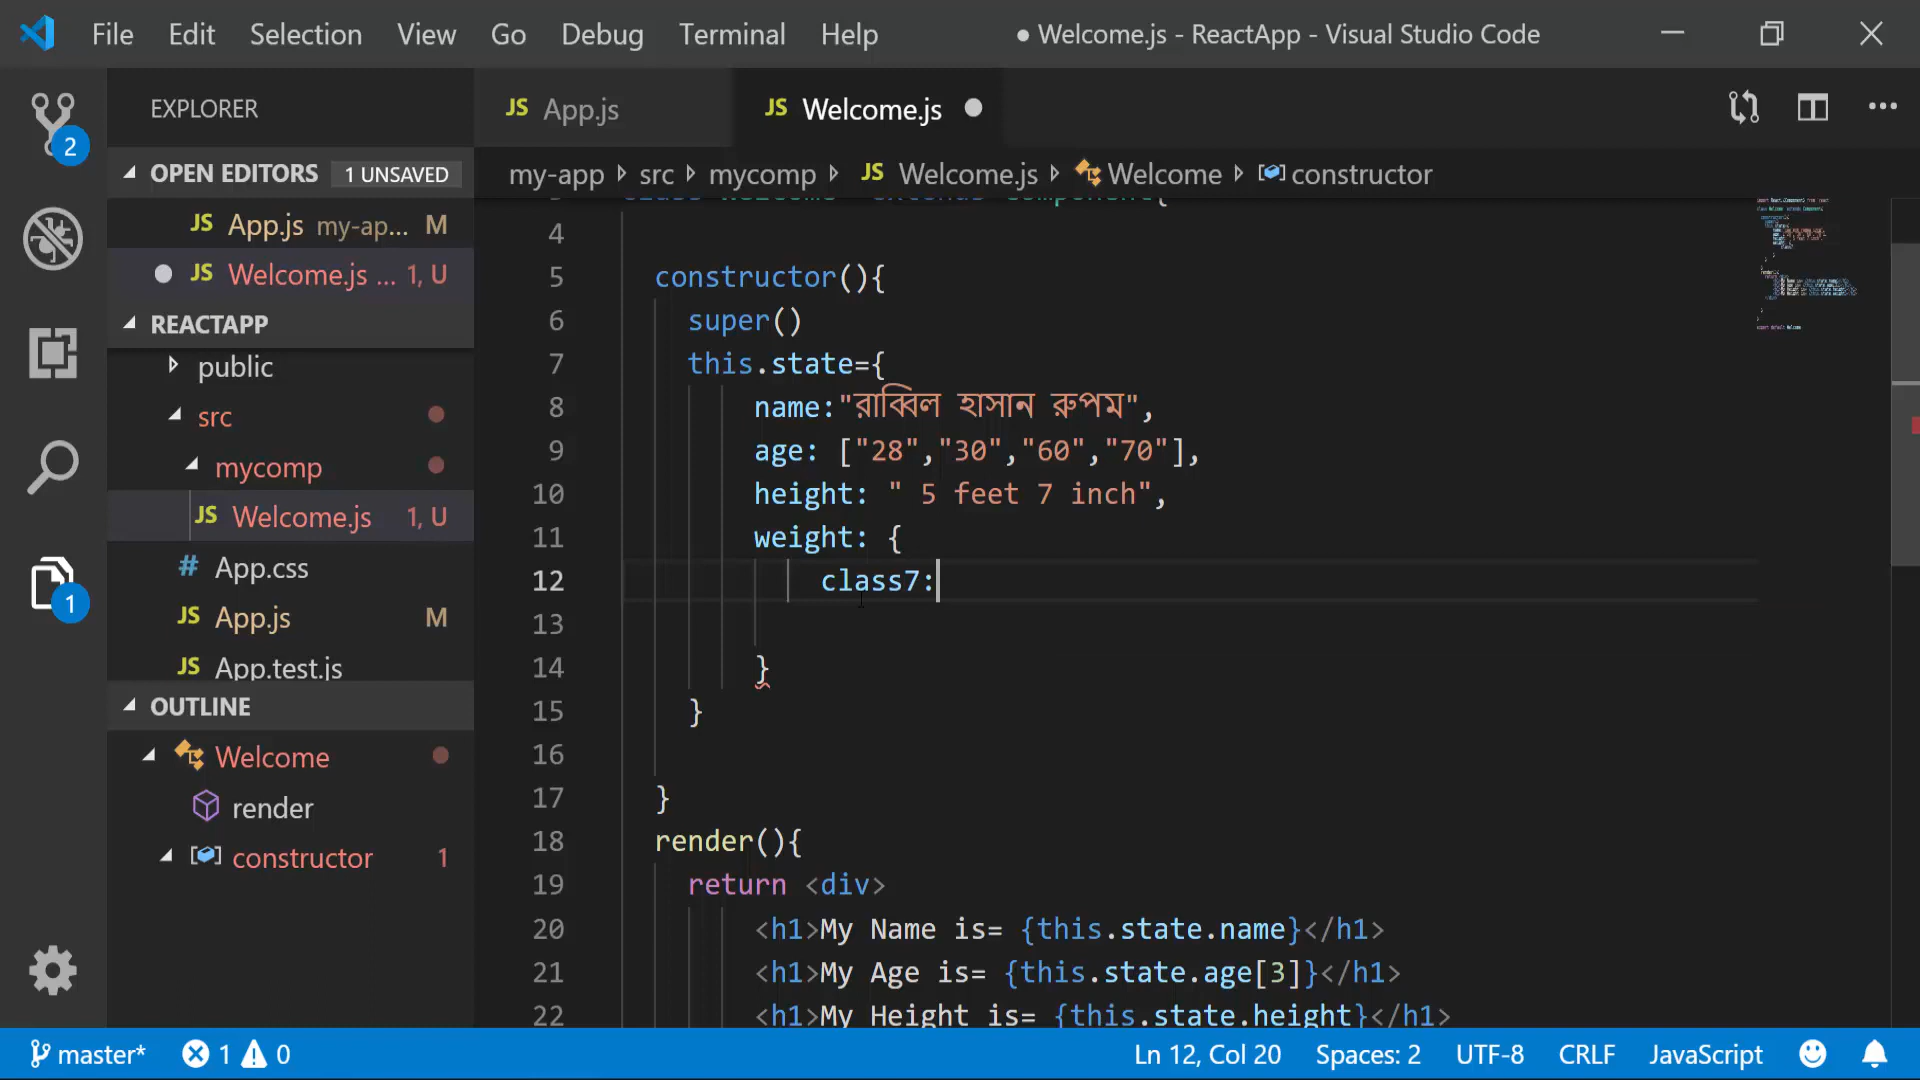 File Edit Selection View Go Debug Terminal Help ● Welcome.js - ReactApp - Visual Studio Code
EXPLORER
JS App.js JS Welcome.js
2
OPEN EDITORS 1 UNSAVED
my-app src mycomp JS Welcome.js Welcome constructor
JS App.js my-ap... M
JS Welcome.js ... 1, U
REACTAPP
public
src
mycomp
JS Welcome.js 1, U
# App.css
1
JS App.js M
JS App.test.js
OUTLINE
Welcome
render
constructor 1
class Welcome extends Component{
4
5 constructor(){
6 super()
7 this.state={
8 name:"রাব্বিল হাসান রুপম",
9 age: ["28","30","60","70"],
10 height: " 5 feet 7 inch",
11 weight: {
12 class7:
13
14 }
15 }
16
17 }
18 render(){
19 return <div>
20 <h1>My Name is= {this.state.name}</h1>
21 <h1>My Age is= {this.state.age[3]}</h1>
22 <h1>My Height is= {this.state.height}</h1>
master* 1 0 Ln 12, Col 20 Spaces: 2 UTF-8 CRLF JavaScript